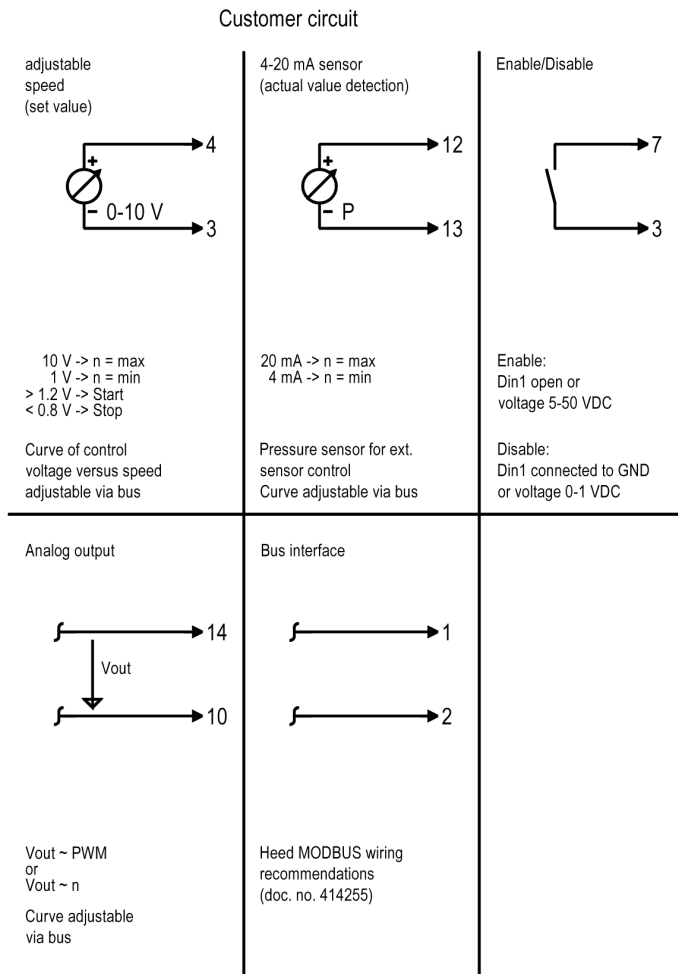 Customer circuit
adjustable
speed
(set value)
+
4
- 0-10 V
3
10 V -> n = max
1 V -> n = min
> 1.2 V -> Start
< 0.8 V -> Stop
Curve of control
voltage versus speed
adjustable via bus
4-20 mA sensor
(actual value detection)
+
12
- P
13
20 mA -> n = max
4 mA -> n = min
Pressure sensor for ext.
sensor control
Curve adjustable via bus
Enable/Disable
7
3
Enable:
Din1 open or
voltage 5-50 VDC
Disable:
Din1 connected to GND
or voltage 0-1 VDC
Analog output
14
Vout
10
Vout ~ PWM
or
Vout ~ n
Curve adjustable
via bus
Bus interface
1
2
Heed MODBUS wiring
recommendations
(doc. no. 414255)